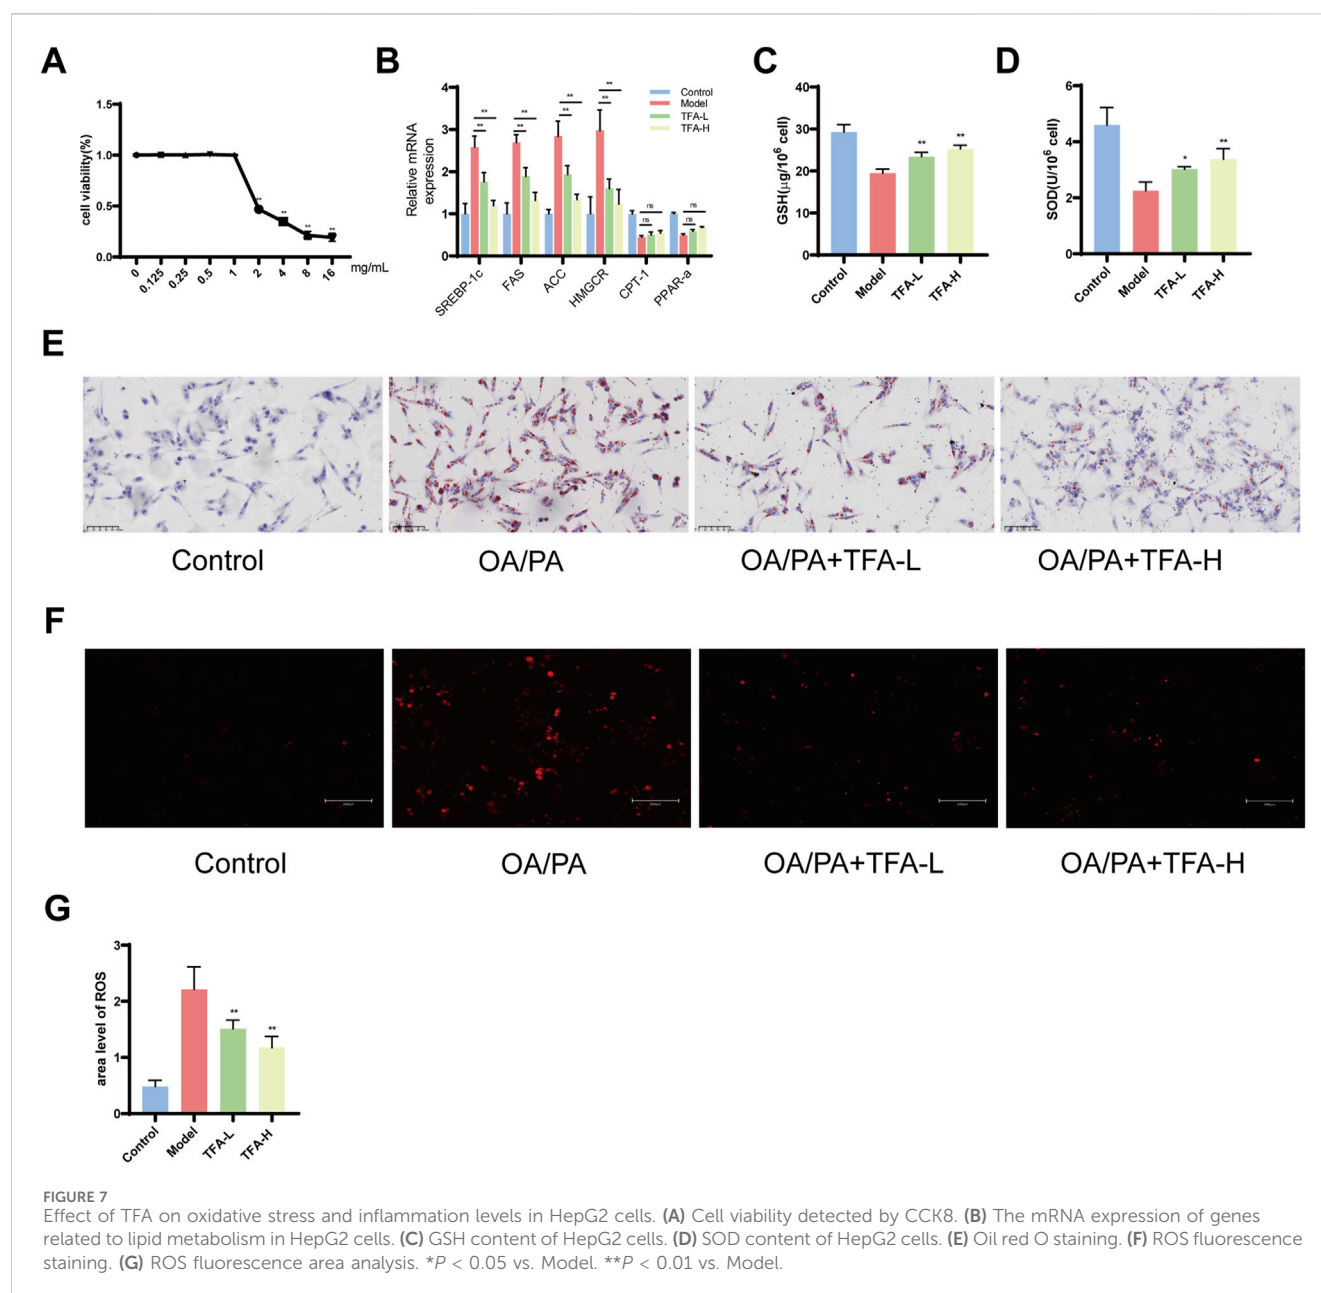 A
cell viability(%)
1.5
1.0
0.5
0.0
0
0.125
0.25
0.5
1
2
4
8
16
mg/mL
**
**
**
**
B
Relative mRNA
expression
4
3
2
1
0
Control
Model
TFA-L
TFA-H
**
**
**
**
**
**
**
**
ns
ns
ns
ns
SREBP-1c
FAS
ACC
HMGCR
CPT-1
PPAR-a
C
GSH(μg/10⁶ cell)
40
30
20
10
0
**
**
Control
Model
TFA-L
TFA-H
D
SOD(U/10⁶ cell)
6
4
2
0
*
**
Control
Model
TFA-L
TFA-H
E
Control
OA/PA
OA/PA+TFA-L
OA/PA+TFA-H
F
Control
OA/PA
OA/PA+TFA-L
OA/PA+TFA-H
G
area level of ROS
3
2
1
0
**
**
Control
Model
TFA-L
TFA-H
FIGURE 7
Effect of TFA on oxidative stress and inflammation levels in HepG2 cells. (A) Cell viability detected by CCK8. (B) The mRNA expression of genes
related to lipid metabolism in HepG2 cells. (C) GSH content of HepG2 cells. (D) SOD content of HepG2 cells. (E) Oil red O staining. (F) ROS fluorescence
staining. (G) ROS fluorescence area analysis. *P < 0.05 vs. Model. **P < 0.01 vs. Model.